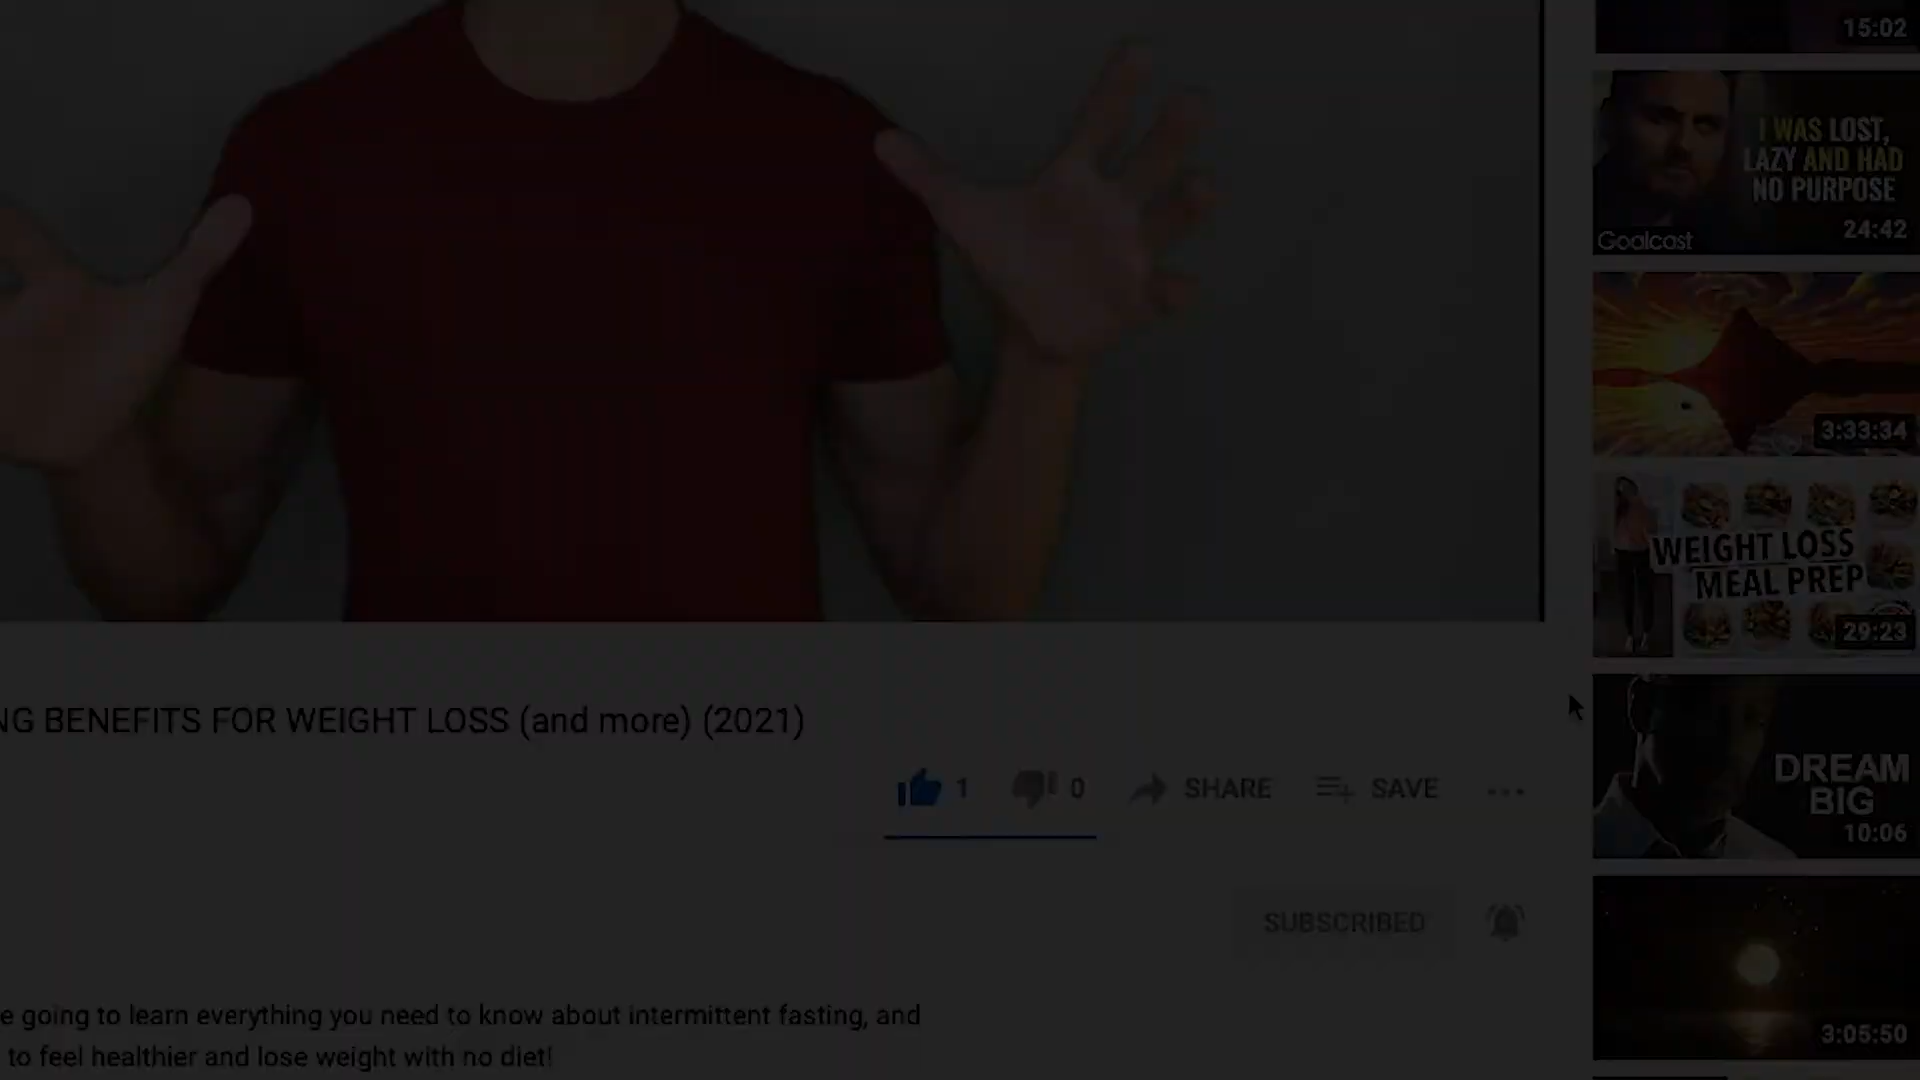 15:02
I WAS LOST,
LAZY AND HAD
NO PURPOSE
24:42
Goalcast
3:33:34
WEIGHT LOSS
MEAL PREP
29:23
NG BENEFITS FOR WEIGHT LOSS (and more) (2021)
1 0 SHARE SAVE
DREAM
BIG
10:06
SUBSCRIBED
e going to learn everything you need to know about intermittent fasting, and
to feel healthier and lose weight with no diet!
3:05:50